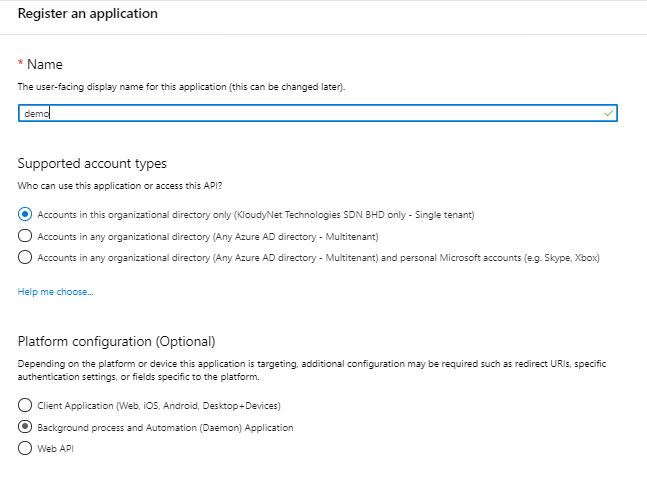 Register an application
* Name
The user-facing display name for this application (this can be changed later).
demo
Supported account types
Who can use this application or access this API?
Accounts in this organizational directory only (KloudyNet Technologies SDN BHD only - Single tenant)
Accounts in any organizational directory (Any Azure AD directory - Multitenant)
Accounts in any organizational directory (Any Azure AD directory - Multitenant) and personal Microsoft accounts (e.g. Skype, Xbox)
Help me choose...
Platform configuration (Optional)
Depending on the platform or device this application is targeting, additional configuration may be required such as redirect URIs, specific
authentication settings, or fields specific to the platform.
Client Application (Web, iOS, Android, Desktop+Devices)
Background process and Automation (Daemon) Application
Web API